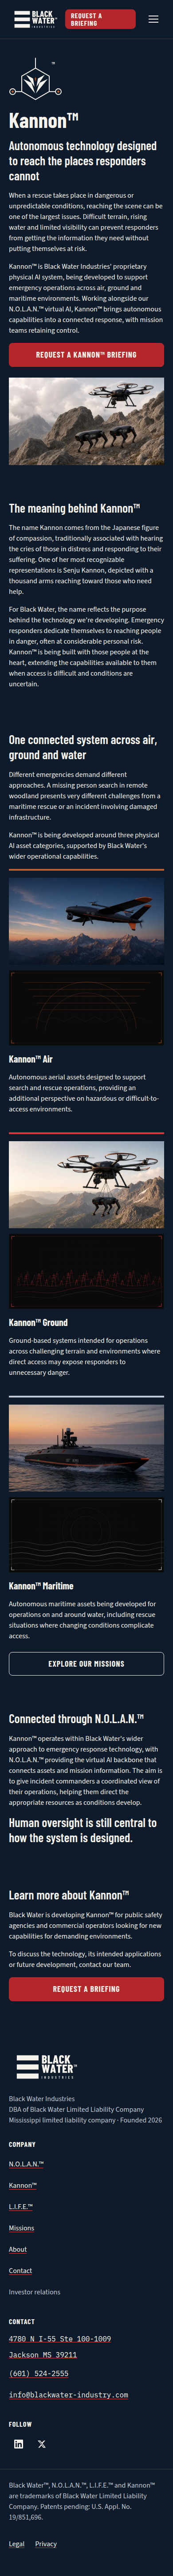 BLACK WATER™
INDUSTRIES
REQUEST A
BRIEFING
™
Kannon™
Autonomous technology designed
to reach the places responders
cannot
When a rescue takes place in dangerous or
unpredictable conditions, reaching the scene can be
one of the largest issues. Difficult terrain, rising
water and limited visibility can prevent responders
from getting the information they need without
putting themselves at risk.
Kannon™ is Black Water Industries' proprietary
physical AI system, being developed to support
emergency operations across air, ground and
maritime environments. Working alongside our
N.O.L.A.N.™ virtual AI, Kannon™ brings autonomous
capabilities into a connected response, with mission
teams retaining control.
REQUEST A KANNON™ BRIEFING
The meaning behind Kannon™
The name Kannon comes from the Japanese figure
of compassion, traditionally associated with hearing
the cries of those in distress and responding to their
suffering. One of her most recognizable
representations is Senju Kannon, depicted with a
thousand arms reaching toward those who need
help.
For Black Water, the name reflects the purpose
behind the technology we're developing. Emergency
responders dedicate themselves to reaching people
in danger, often at considerable personal risk.
Kannon™ is being built with those people at the
heart, extending the capabilities available to them
when access is difficult and conditions are
uncertain.
One connected system across air,
ground and water
Different emergencies demand different
approaches. A missing person search in remote
woodland presents very different challenges from a
maritime rescue or an incident involving damaged
infrastructure.
Kannon™ is being developed around three physical
AI asset categories, supported by Black Water's
wider operational capabilities.
Kannon™ Air
Autonomous aerial assets designed to support
search and rescue operations, providing an
additional perspective on hazardous or difficult-to-
access environments.
Kannon™ Ground
Ground-based systems intended for operations
across challenging terrain and environments where
direct access may expose responders to
unnecessary danger.
Kannon™ Maritime
Autonomous maritime assets being developed for
operations on and around water, including rescue
situations where changing conditions complicate
access.
EXPLORE OUR MISSIONS
Connected through N.O.L.A.N.™
Kannon™ operates within Black Water's wider
approach to emergency response technology, with
N.O.L.A.N.™ providing the virtual AI backbone that
connects assets and mission information. The aim is
to give incident commanders a coordinated view of
their operations, helping them direct the
appropriate resources as conditions develop.
Human oversight is still central to
how the system is designed.
Learn more about Kannon™
Black Water is developing Kannon™ for public safety
agencies and commercial operators looking for new
capabilities for demanding environments.
To discuss the technology, its intended applications
or future development, contact our team.
REQUEST A BRIEFING
BLACK WATER™
INDUSTRIES
Black Water Industries
DBA of Black Water Limited Liability Company
Mississippi limited liability company · Founded 2026
COMPANY
N.O.L.A.N.™
Kannon™
L.I.F.E.™
Missions
About
Contact
Investor relations
CONTACT
4780 N I-55 Ste 100-1009
Jackson MS 39211
(601) 524-2555
info@blackwater-industry.com
FOLLOW
Black Water™, N.O.L.A.N.™, L.I.F.E.™ and Kannon™
are trademarks of Black Water Limited Liability
Company. Patents pending: U.S. Appl. No.
19/851,696.
Legal Privacy